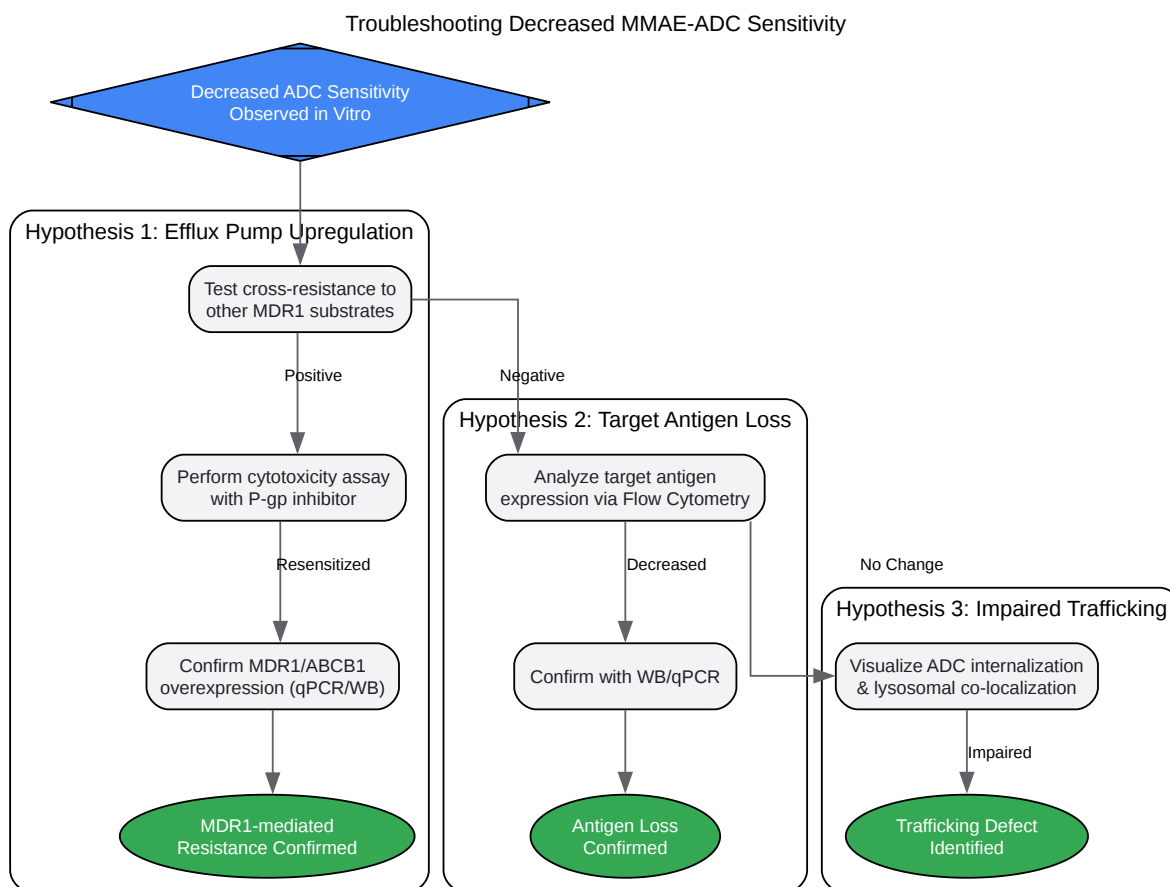 Troubleshooting Decreased MMAE-ADC Sensitivity
Decreased ADC Sensitivity
Observed in Vitro
Hypothesis 1: Efflux Pump Upregulation
Test cross-resistance to
other MDR1 substrates
Positive
Negative
Perform cytotoxicity assay
with P-gp inhibitor
Resensitized
Confirm MDR1/ABCB1
overexpression (qPCR/WB)
MDR1-mediated
Resistance Confirmed
Hypothesis 2: Target Antigen Loss
Analyze target antigen
expression via Flow Cytometry
Decreased
No Change
Confirm with WB/qPCR
Antigen Loss
Confirmed
Hypothesis 3: Impaired Trafficking
Visualize ADC internalization
& lysosomal co-localization
Impaired
Trafficking Defect
Identified